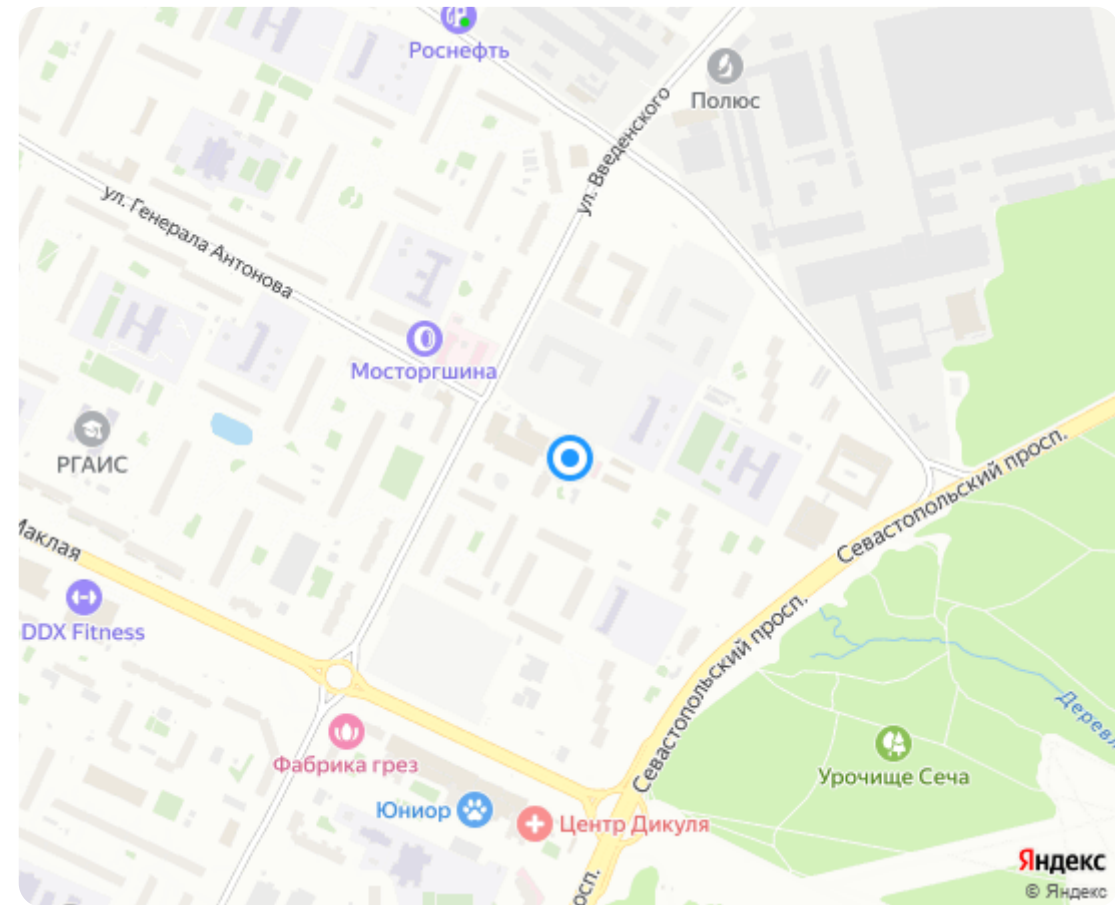 Роснефть
Полюс
ул. Введенского
ул. Генерала Антонова
Мосторгшина
РГАИС
Маклая
Севастопольский просп.
DDX Fitness
Севастопольский просп.
Фабрика грез
Урочище Сеча
Юниор
Центр Дикуля
Яндекс
© Яндекс